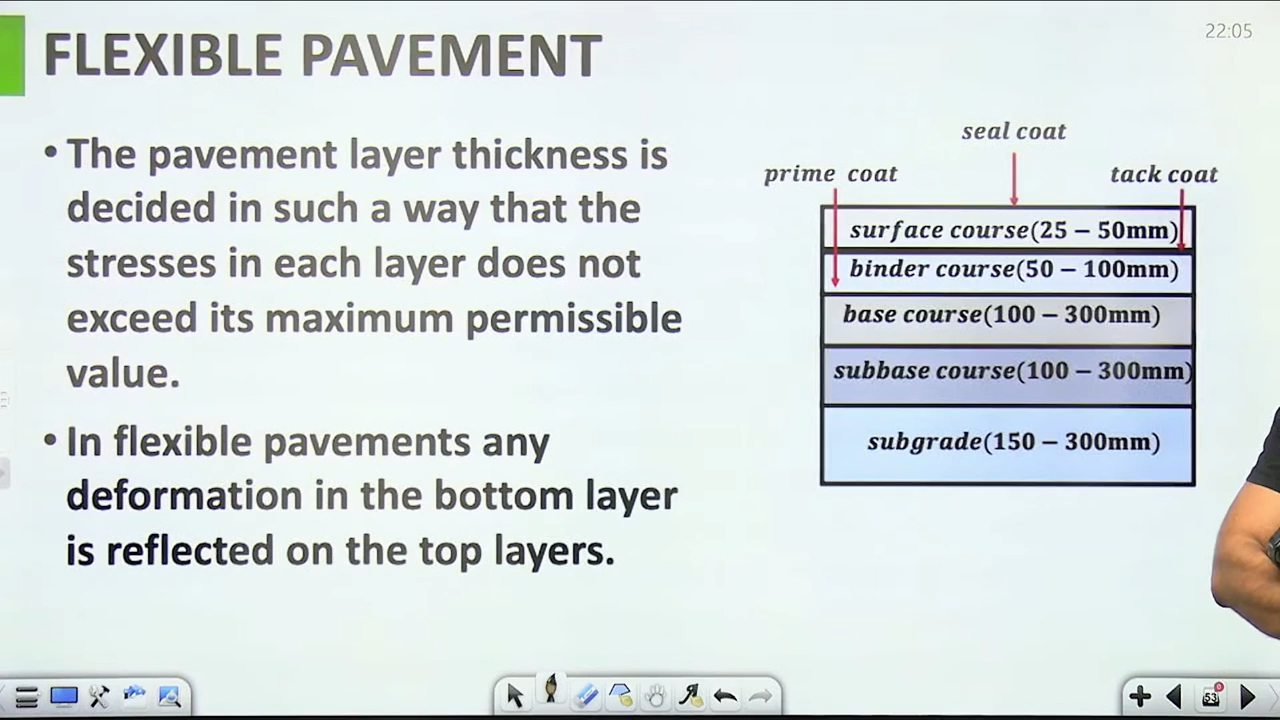 FLEXIBLE PAVEMENT
22:05
• The pavement layer thickness is
decided in such a way that the
stresses in each layer does not
exceed its maximum permissible
value.
• In flexible pavements any
deformation in the bottom layer
is reflected on the top layers.
seal coat
prime coat
tack coat
surface course(25 – 50mm)
binder course(50 – 100mm)
base course(100 – 300mm)
subbase course(100 – 300mm)
subgrade(150 – 300mm)
53